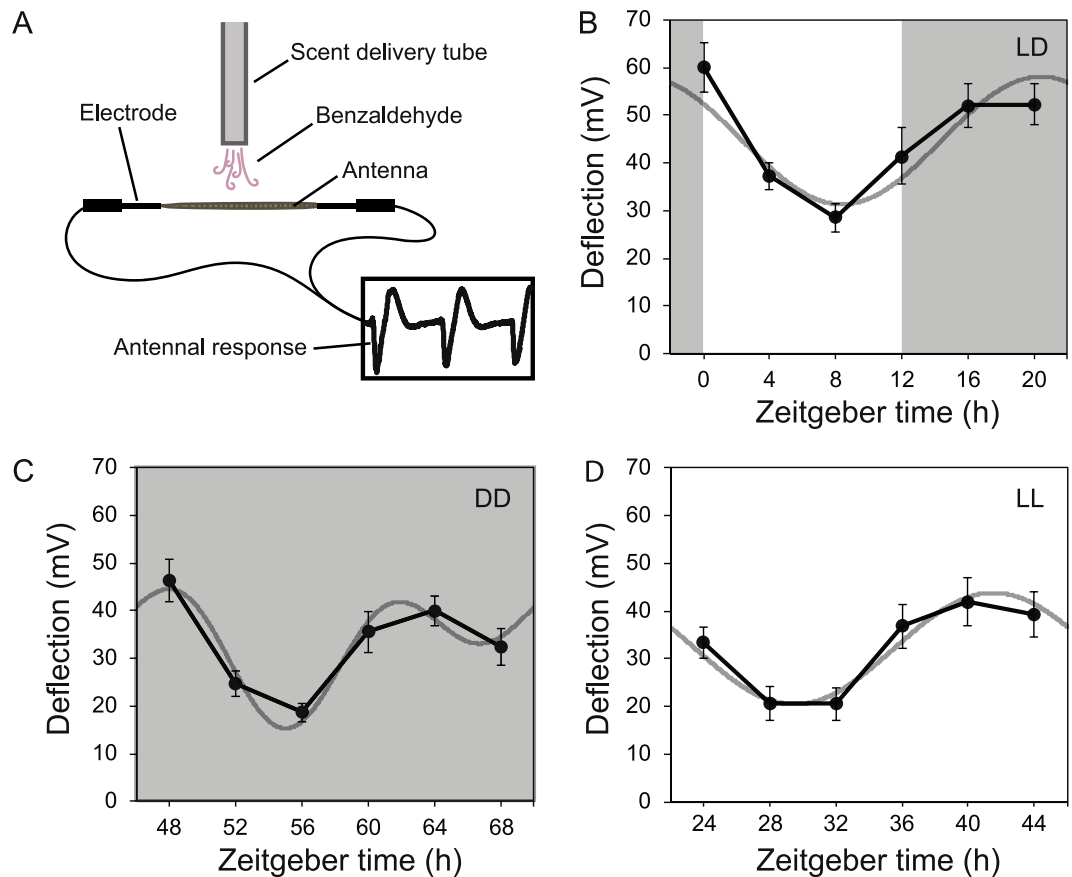 A
Scent delivery tube
Electrode
Benzaldehyde
Antenna
Antennal response
B
LD
Deflection (mV)
70
60
50
40
30
20
10
0
0 4 8 12 16 20
Zeitgeber time (h)
C
DD
Deflection (mV)
70
60
50
40
30
20
10
0
48 52 56 60 64 68
Zeitgeber time (h)
D
LL
Deflection (mV)
70
60
50
40
30
20
10
0
24 28 32 36 40 44
Zeitgeber time (h)